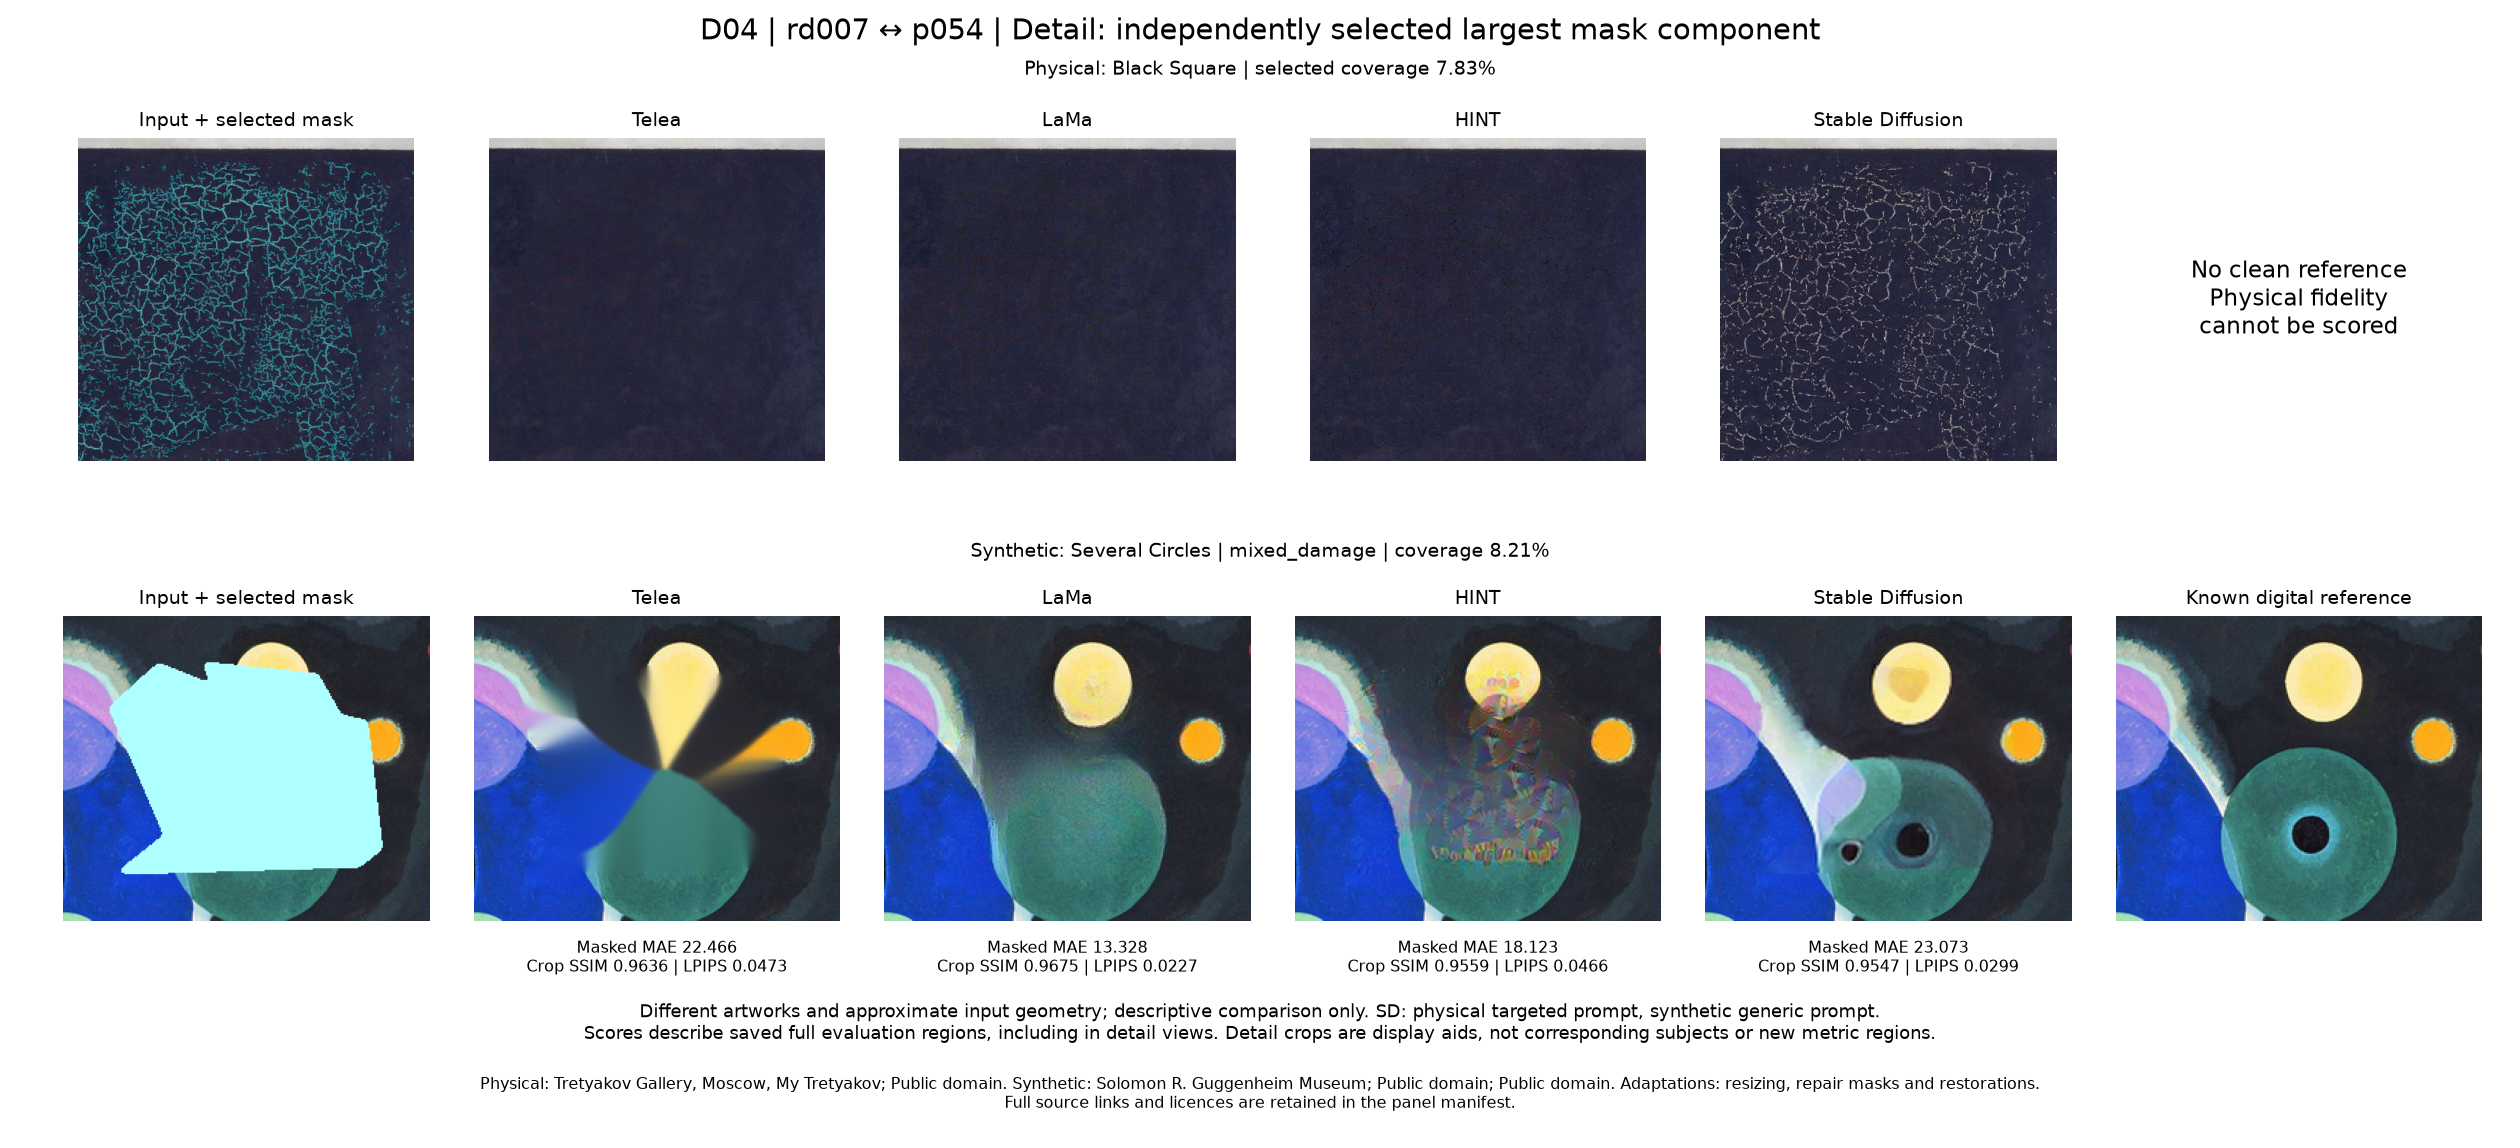 D04 | rd007 ↔ p054 | Detail: independently selected largest mask component
Physical: Black Square | selected coverage 7.83%
Input + selected mask
Telea
LaMa
HINT
Stable Diffusion
No clean reference
Physical fidelity
cannot be scored
Synthetic: Several Circles | mixed_damage | coverage 8.21%
Input + selected mask
Telea
LaMa
HINT
Stable Diffusion
Known digital reference
Masked MAE 22.466
Crop SSIM 0.9636 | LPIPS 0.0473
Masked MAE 13.328
Crop SSIM 0.9675 | LPIPS 0.0227
Masked MAE 18.123
Crop SSIM 0.9559 | LPIPS 0.0466
Masked MAE 23.073
Crop SSIM 0.9547 | LPIPS 0.0299
Different artworks and approximate input geometry; descriptive comparison only. SD: physical targeted prompt, synthetic generic prompt.
Scores describe saved full evaluation regions, including in detail views. Detail crops are display aids, not corresponding subjects or new metric regions.
Physical: Tretyakov Gallery, Moscow, My Tretyakov; Public domain. Synthetic: Solomon R. Guggenheim Museum; Public domain; Public domain. Adaptations: resizing, repair masks and restorations.
Full source links and licences are retained in the panel manifest.